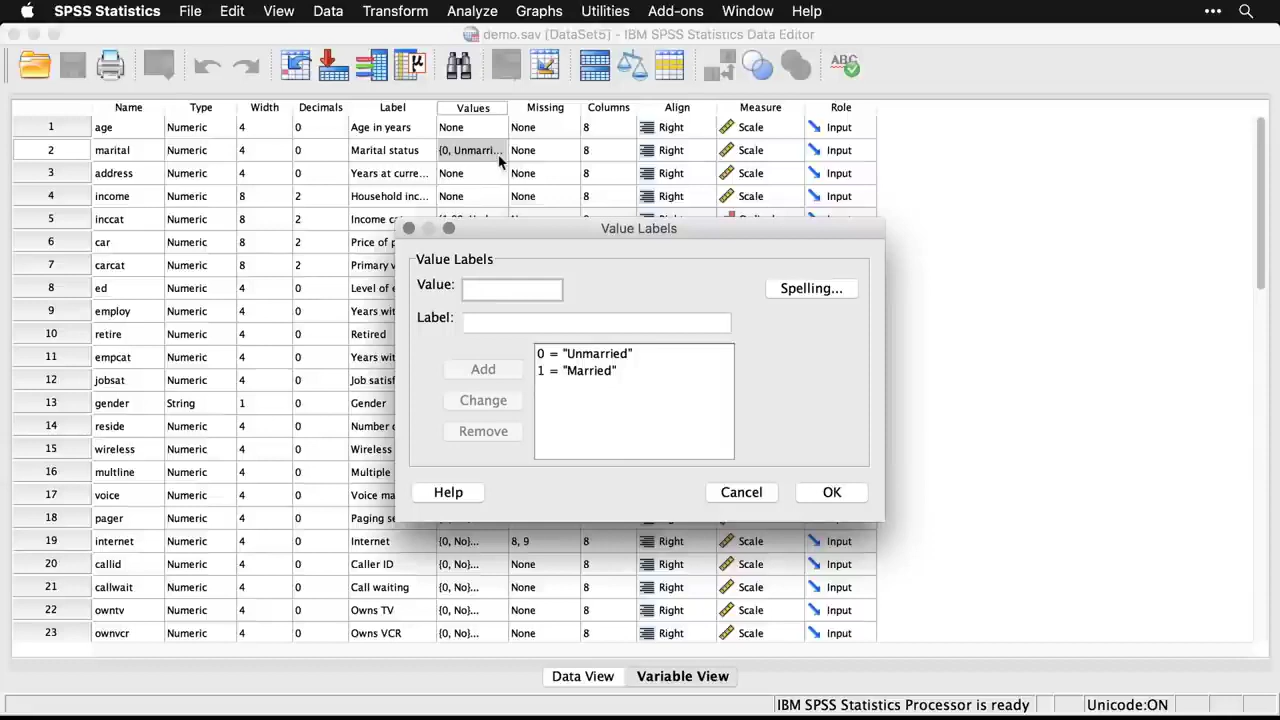 SPSS Statistics File Edit View Data Transform Analyze Graphs Utilities Add-ons Window Help
demo.sav [DataSet5] - IBM SPSS Statistics Data Editor
Name Type Width Decimals Label Values Missing Columns Align Measure Role
1 age Numeric 4 0 Age in years None None 8 Right Scale Input
2 marital Numeric 4 0 Marital status {0, Unmarri... None 8 Right Scale Input
3 address Numeric 4 0 Years at curre... None None 8 Right Scale Input
4 income Numeric 8 2 Household inc... None None 8 Right Scale Input
5 inccat Numeric 8 2 Income
6 car Numeric 8 2 Price of
7 carcat Numeric 8 2 Primary
8 ed Numeric 4 0 Level of
9 employ Numeric 4 0 Years
10 retire Numeric 4 0 Retired
11 empcat Numeric 4 0 Years
12 jobsat Numeric 4 0 Job
13 gender String 1 0 Gender
14 reside Numeric 4 0 Number
15 wireless Numeric 4 0 Wireless
16 multline Numeric 4 0 Multiple
17 voice Numeric 4 0 Voice
18 pager Numeric 4 0 Paging
19 internet Numeric 4 0 Internet {0, No}... 8, 9 8 Right Scale Input
20 callid Numeric 4 0 Caller ID {0, No}... None 8 Right Scale Input
21 callwait Numeric 4 0 Call waiting {0, No}... None 8 Right Scale Input
22 owntv Numeric 4 0 Owns TV {0, No}... None 8 Right Scale Input
23 ownvcr Numeric 4 0 Owns VCR {0, No}... None 8 Right Scale Input
Value Labels
Value Labels
Value:
Spelling...
Label:
0 = "Unmarried"
1 = "Married"
Add
Change
Remove
Help Cancel OK
Data View Variable View
IBM SPSS Statistics Processor is ready Unicode:ON